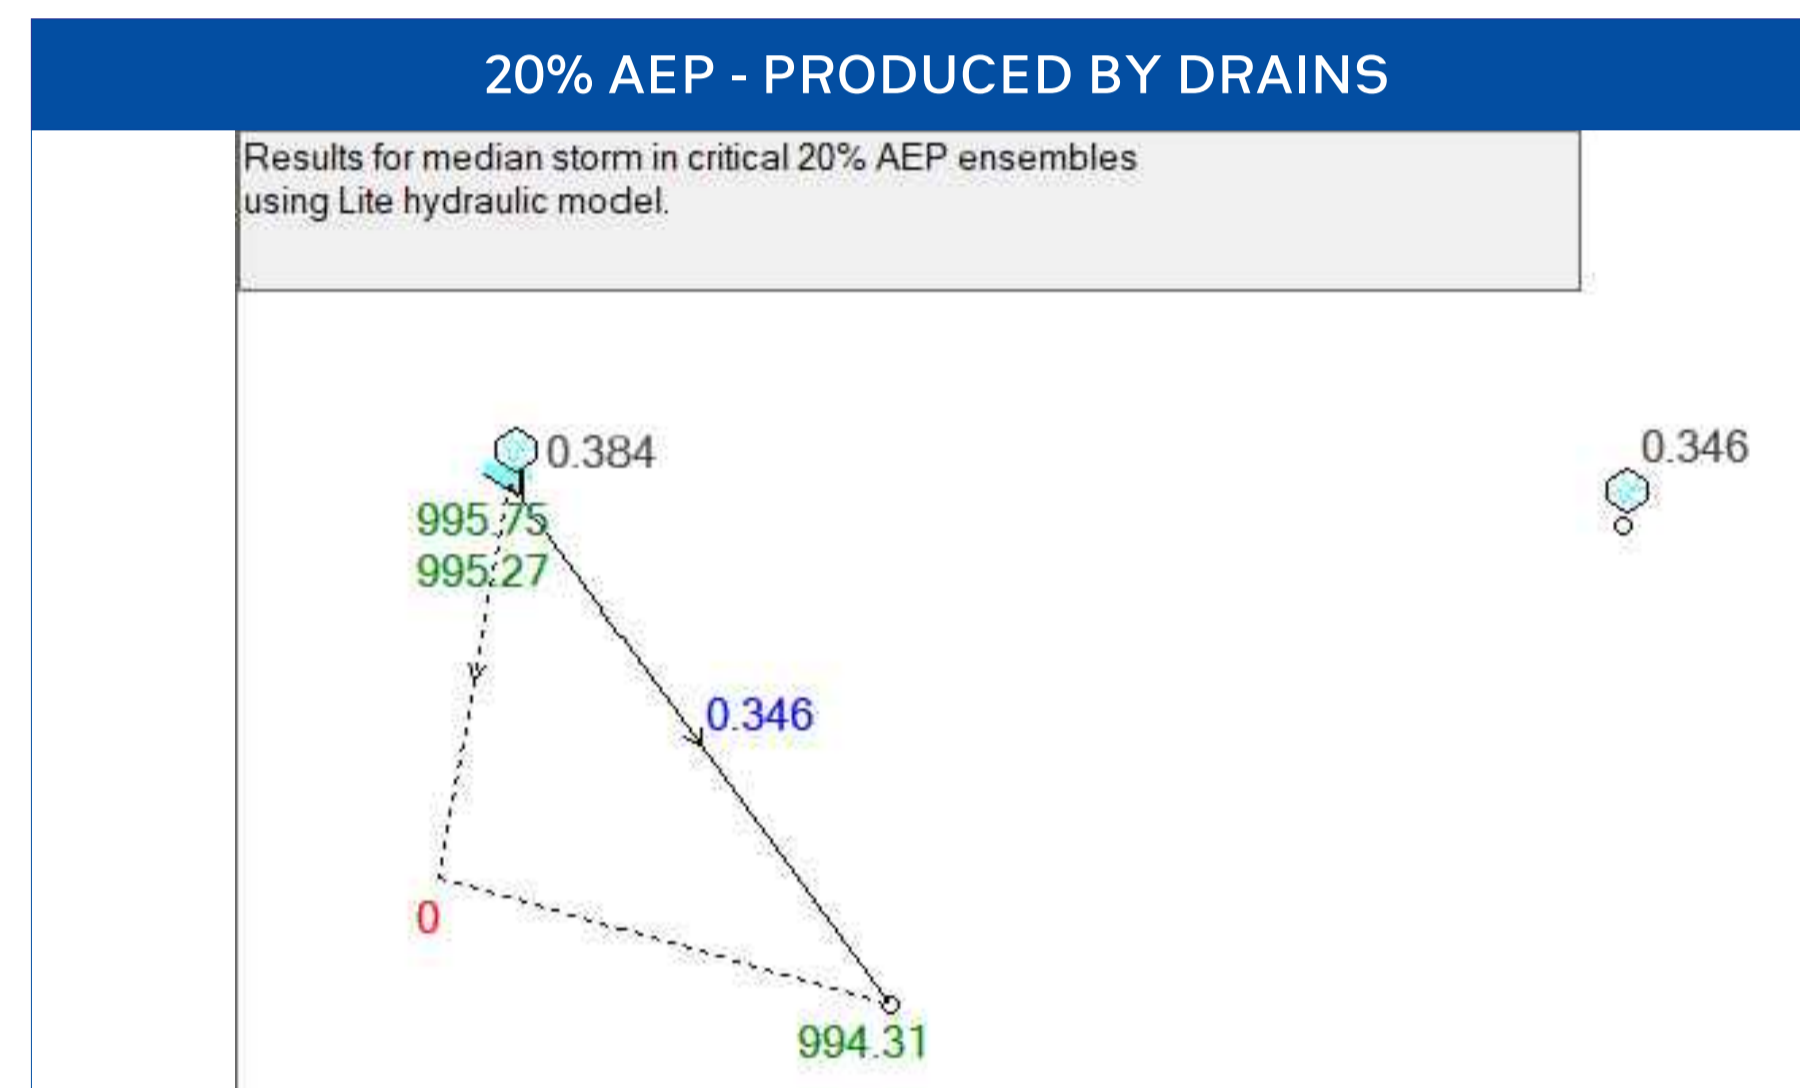 20% AEP - PRODUCED BY DRAINS
Results for median storm in critical 20% AEP ensembles
using Lite hydraulic model.
0.384
0.346
995.75
995.27
0.346
0
994.31